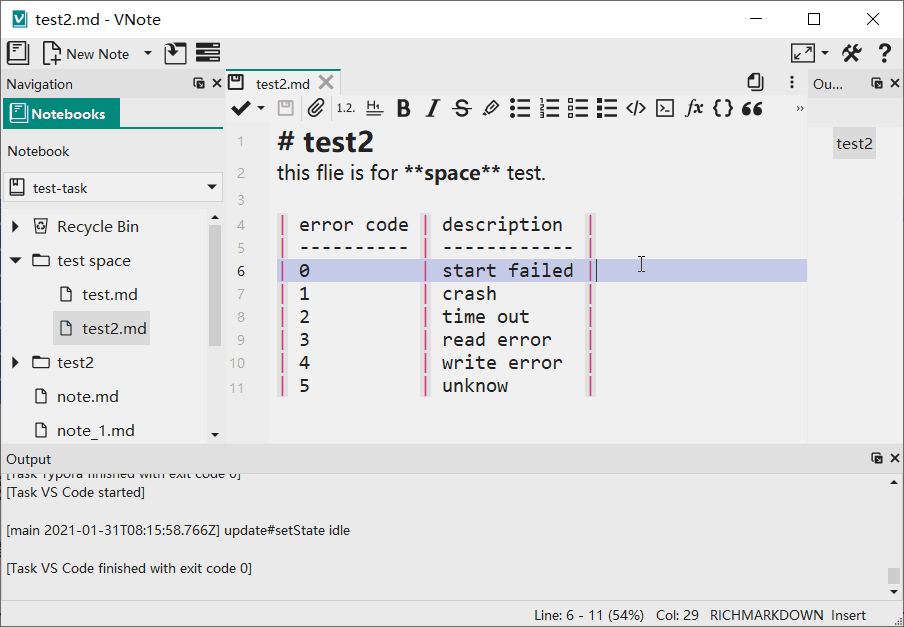 test2.md - VNote
New Note
Navigation
Notebooks
Notebook
test-task
Recycle Bin
test space
test.md
test2.md
test2
note.md
note_1.md
test2.md
1.2.
H1
B I S
</>
fx {} ❝
»
1 # test2
2 this flie is for **space** test.
3
4 | error code | description |
5 | ---------- | ------------ |
6 | 0 | start failed |
7 | 1 | crash |
8 | 2 | time out |
9 | 3 | read error |
10 | 4 | write error |
11 | 5 | unknow |
Ou...
test2
Output
[Task Typora finished with exit code 0]
[Task VS Code started]
[main 2021-01-31T08:15:58.766Z] update#setState idle
[Task VS Code finished with exit code 0]
Line: 6 - 11 (54%) Col: 29 RICHMARKDOWN Insert